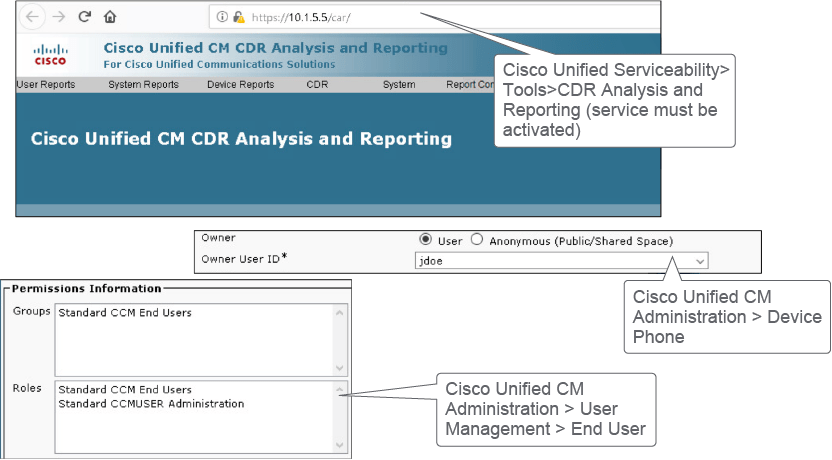 https://10.1.5.5/car/
cisco
Cisco Unified CM CDR Analysis and Reporting
For Cisco Unified Communications Solutions
User Reports System Reports Device Reports CDR System Report Con
Cisco Unified CM CDR Analysis and Reporting
Cisco Unified Serviceability>
Tools>CDR Analysis and
Reporting (service must be
activated)
Owner User Anonymous (Public/Shared Space)
Owner User ID* jdoe
Cisco Unified CM
Administration > Device
Phone
Permissions Information
Groups Standard CCM End Users
Roles Standard CCM End Users
Standard CCMUSER Administration
Cisco Unified CM
Administration > User
Management > End User